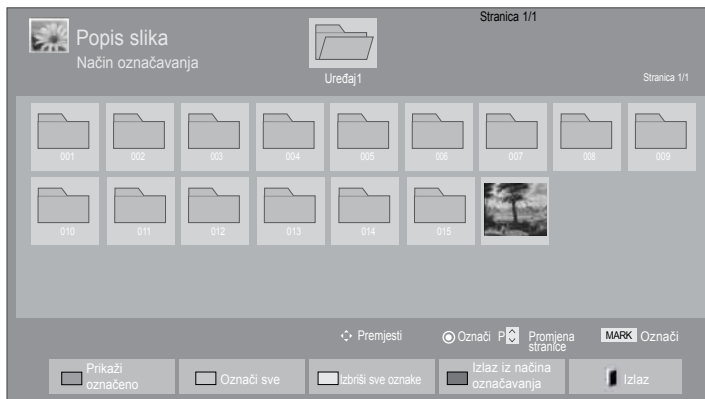 Stranica 1/1
Popis slika
Način označavanja
Uređaj1
Stranica 1/1
001 002 003 004 005 006 007 008 009
010 011 012 013 014 015
Premjesti Označi P Promjena stranice MARK Označi
Prikaži označeno
Označi sve
Izbriši sve oznake
Izlaz iz načina označavanja
Izlaz